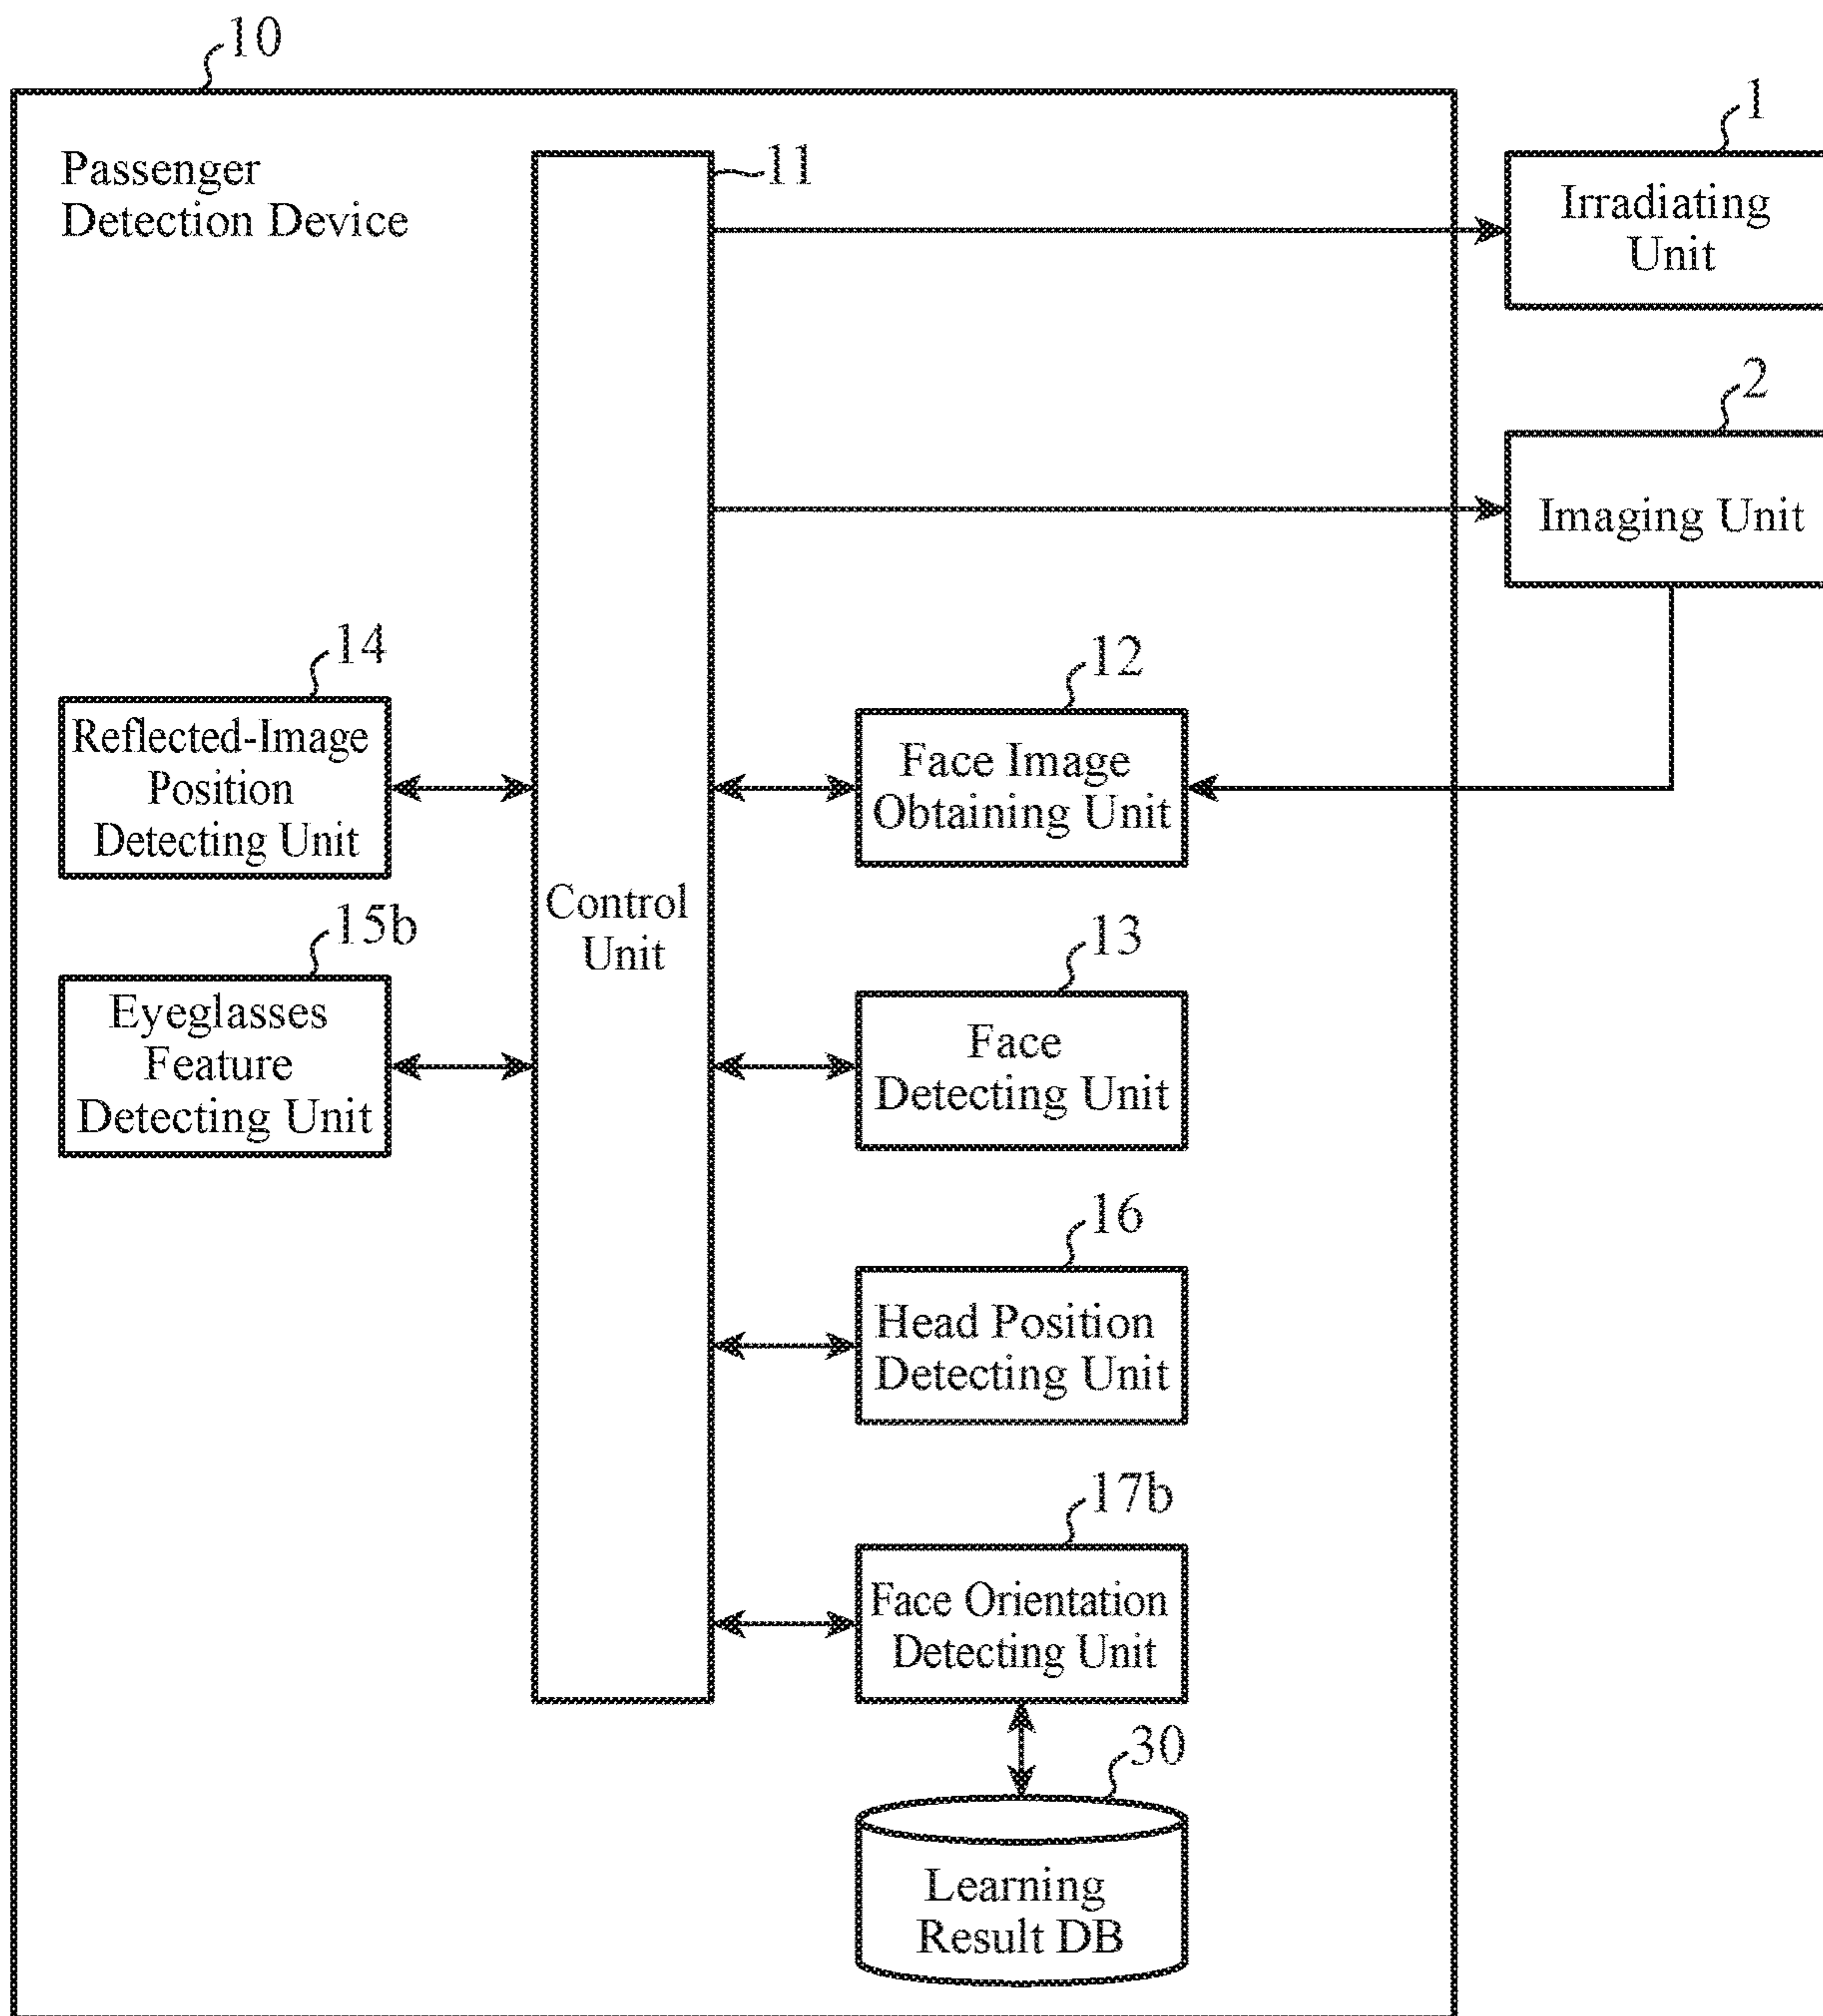 10
Passenger
Detection Device
11
1
Irradiating
Unit
2
Imaging Unit
14
Reflected-Image
Position
Detecting Unit
12
Face Image
Obtaining Unit
Control
Unit
15b
Eyeglasses
Feature
Detecting Unit
13
Face
Detecting Unit
16
Head Position
Detecting Unit
17b
Face Orientation
Detecting Unit
30
Learning
Result DB